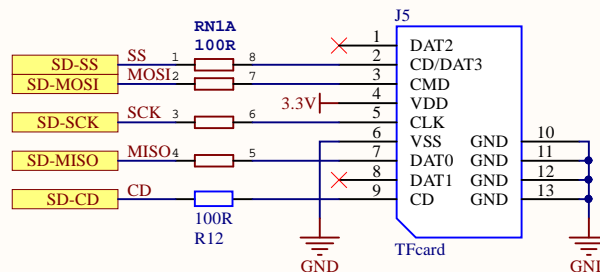 J5
RN1A
100R
1 DAT2
SD-SS SS 1 8 2 CD/DAT3
SD-MOSI MOSI 2 7 3 CMD
3.3V 4 VDD
SD-SCK SCK 3 6 5 CLK
6 VSS GND 10
SD-MISO MISO 4 5 7 DAT0 GND 11
8 DAT1 GND 12
SD-CD CD 9 CD GND 13
100R
R12
TFcard
GND GND